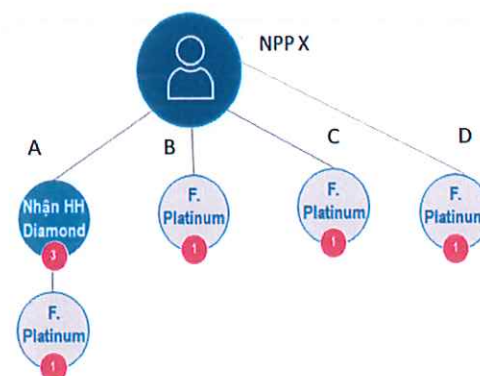 NPP X
A
B
C
D
Nhận HH
Diamond
3
F.
Platinum
1
F.
Platinum
1
F.
Platinum
1
F.
Platinum
1